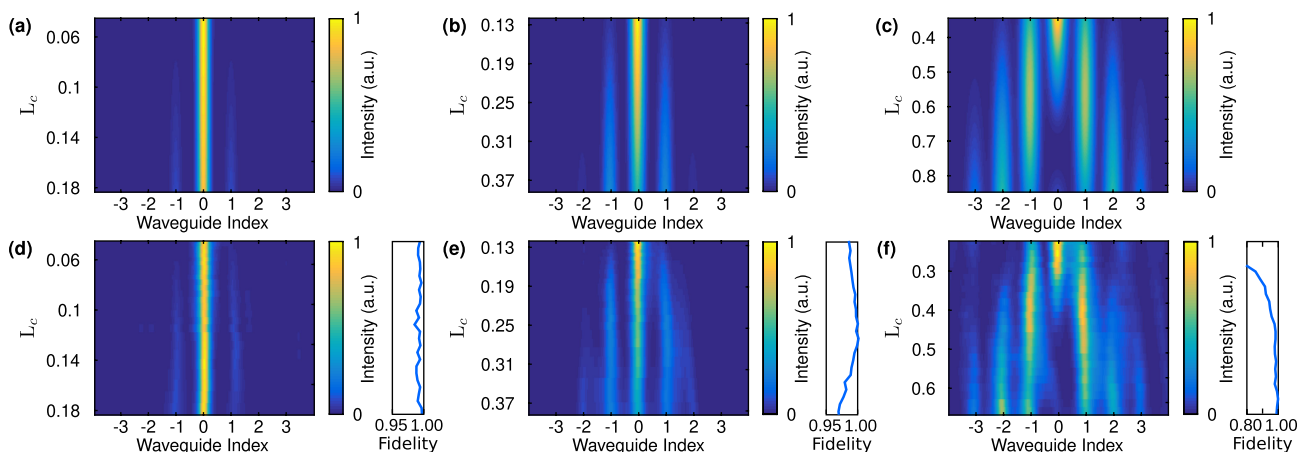 (a)
0.06
0.1
0.14
0.18
L_c
-3 -2 -1 0 1 2 3
Waveguide Index
1
0
Intensity (a.u.)
(b)
0.13
0.19
0.25
0.31
0.37
L_c
-3 -2 -1 0 1 2 3
Waveguide Index
1
0
Intensity (a.u.)
(c)
0.4
0.5
0.6
0.7
0.8
L_c
-3 -2 -1 0 1 2 3
Waveguide Index
1
0
Intensity (a.u.)
(d)
0.06
0.1
0.14
0.18
L_c
-3 -2 -1 0 1 2 3
Waveguide Index
1
0
Intensity (a.u.)
0.95 1.00
Fidelity
(e)
0.13
0.19
0.25
0.31
0.37
L_c
-3 -2 -1 0 1 2 3
Waveguide Index
1
0
Intensity (a.u.)
0.95 1.00
Fidelity
(f)
0.3
0.4
0.5
0.6
L_c
-3 -2 -1 0 1 2 3
Waveguide Index
1
0
Intensity (a.u.)
0.80 1.00
Fidelity